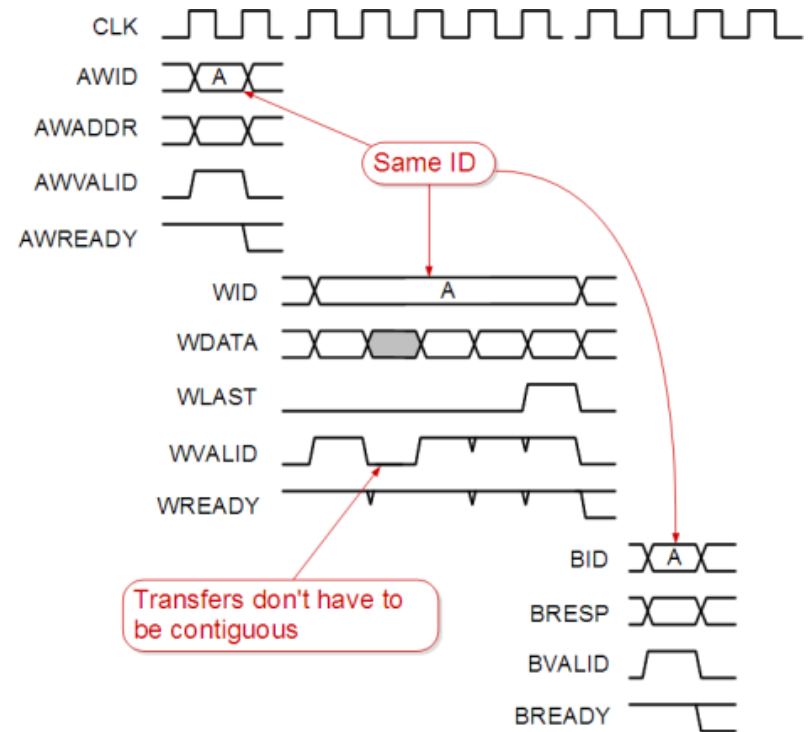 CLK
AWID
A
AWADDR
Same ID
AWVALID
AWREADY
WID
A
WDATA
WLAST
WVALID
WREADY
BID
A
Transfers don't have to
be contiguous
BRESP
BVALID
BREADY